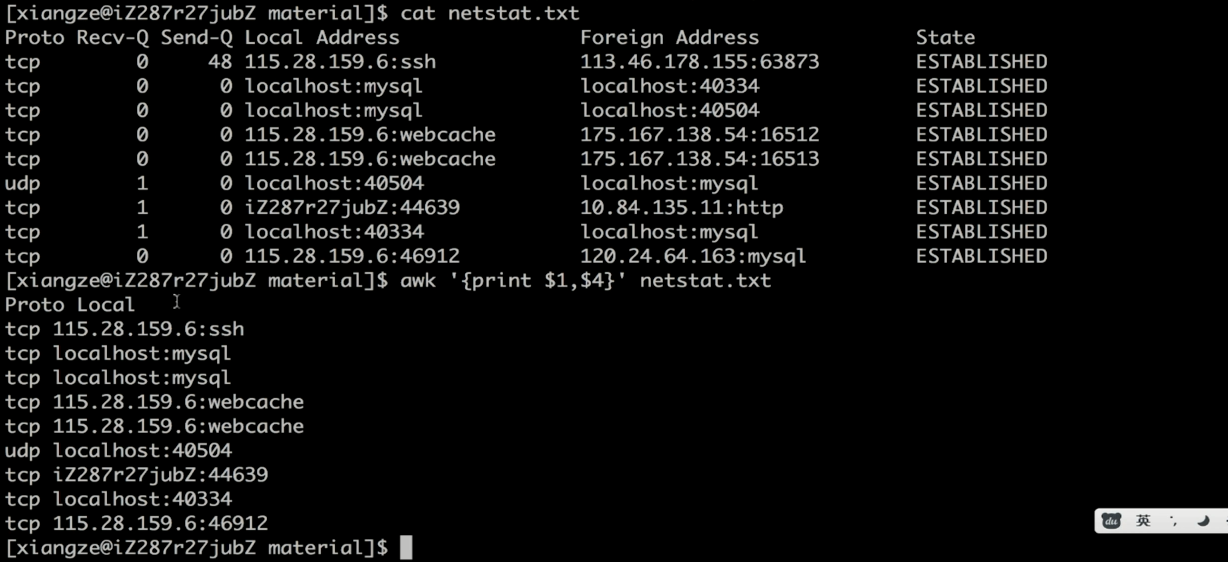 [xiangze@iZ287r27jubZ material]$ cat netstat.txt
Proto Recv-Q Send-Q Local Address               Foreign Address             State
tcp        0     48 115.28.159.6:ssh            113.46.178.155:63873        ESTABLISHED
tcp        0      0 localhost:mysql             localhost:40334             ESTABLISHED
tcp        0      0 localhost:mysql             localhost:40504             ESTABLISHED
tcp        0      0 115.28.159.6:webcache       175.167.138.54:16512        ESTABLISHED
tcp        0      0 115.28.159.6:webcache       175.167.138.54:16513        ESTABLISHED
udp        1      0 localhost:40504             localhost:mysql             ESTABLISHED
tcp        1      0 iZ287r27jubZ:44639          10.84.135.11:http           ESTABLISHED
tcp        1      0 localhost:40334             localhost:mysql             ESTABLISHED
tcp        0      0 115.28.159.6:46912          120.24.64.163:mysql         ESTABLISHED
[xiangze@iZ287r27jubZ material]$ awk '{print $1,$4}' netstat.txt
Proto Local
tcp 115.28.159.6:ssh
tcp localhost:mysql
tcp localhost:mysql
tcp 115.28.159.6:webcache
tcp 115.28.159.6:webcache
udp localhost:40504
tcp iZ287r27jubZ:44639
tcp localhost:40334
tcp 115.28.159.6:46912
du 英
[xiangze@iZ287r27jubZ material]$